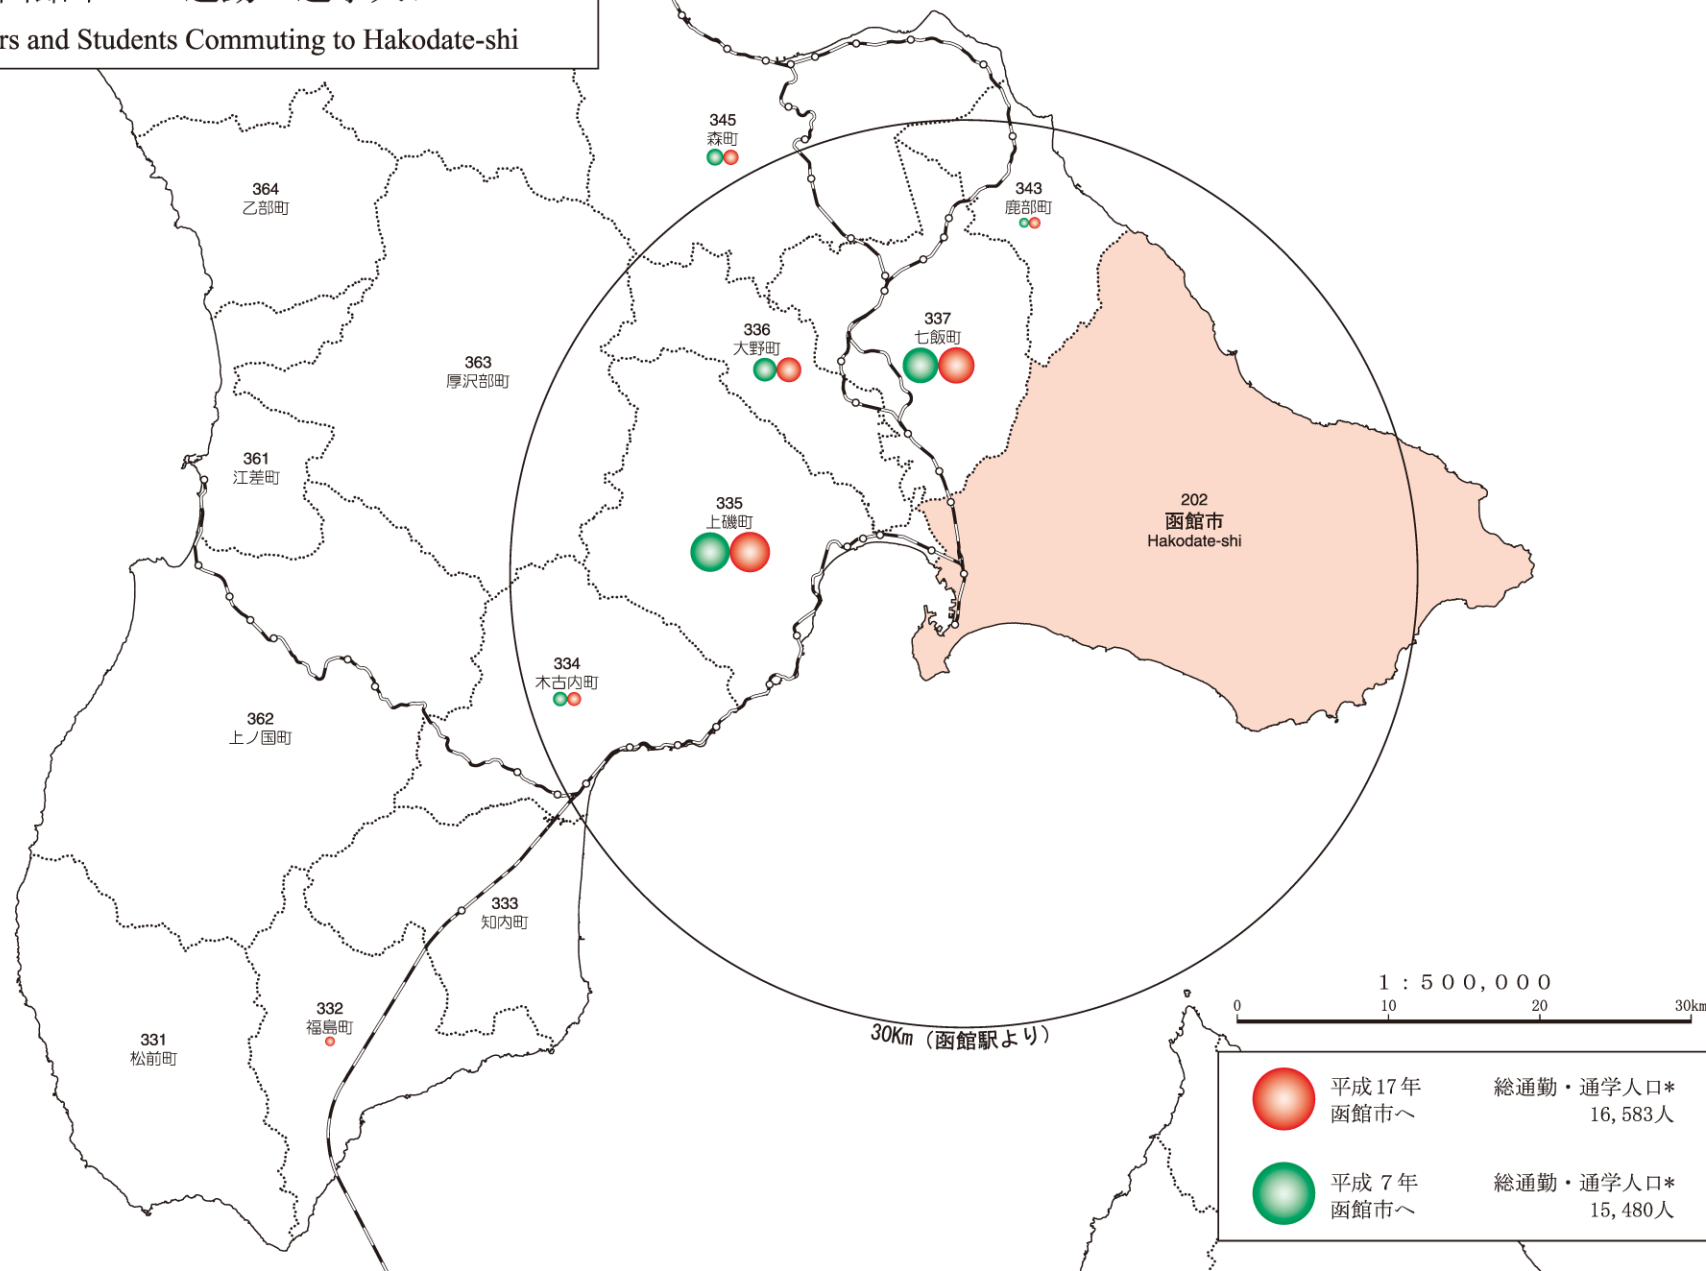 rs and Students Commuting to Hakodate-shi
345
森町
364
乙部町
343
鹿部町
336
大野町
337
七飯町
363
厚沢部町
361
江差町
335
上磯町
202
函館市
Hakodate-shi
334
木古内町
362
上ノ国町
333
知内町
332
福島町
331
松前町
30Km（函館駅より）
1：500,000
0 10 20 30km
平成17年 総通勤・通学人口*
函館市へ 16,583人
平成 7年 総通勤・通学人口*
函館市へ 15,480人